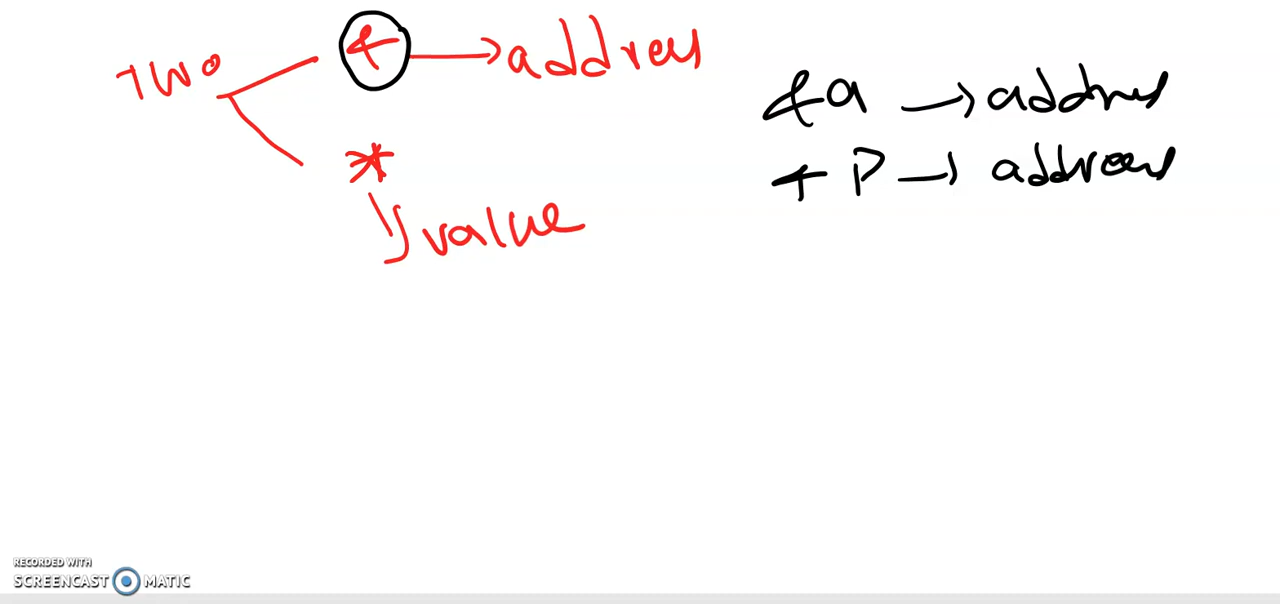 Two & → address
*
↳ value
&a → address
& P → address
RECORDED WITH
SCREENCAST MATIC